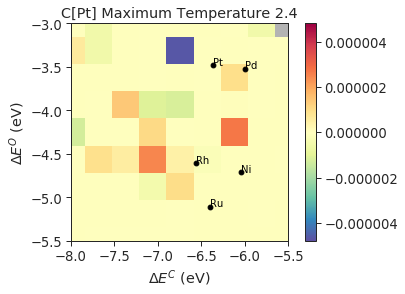 C[Pt] Maximum Temperature 2.4
−3.0
−3.5
−4.0
−4.5
−5.0
−5.5
ΔE^O (eV)
Pt
Pd
Rh
Ni
Ru
−8.0 −7.5 −7.0 −6.5 −6.0 −5.5
ΔE^C (eV)
0.000004
0.000002
0.000000
−0.000002
−0.000004